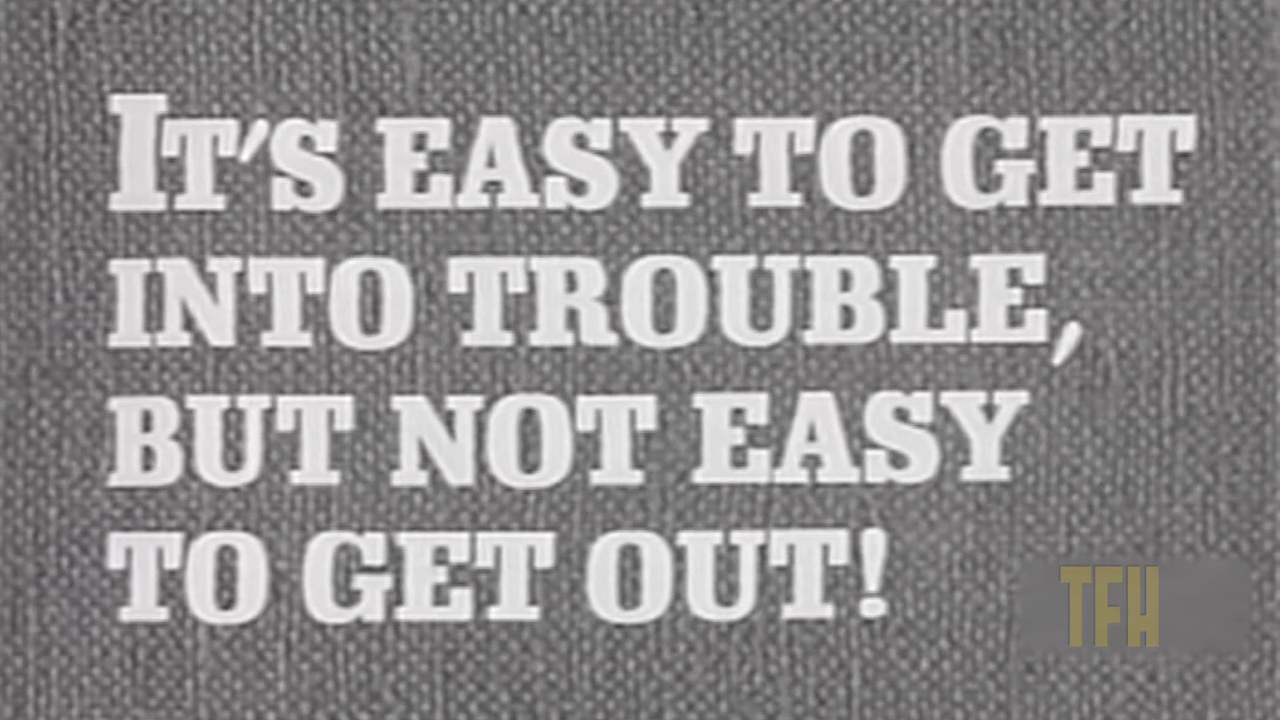 IT'S EASY TO GET
INTO TROUBLE,
BUT NOT EASY
TO GET OUT!
TFH